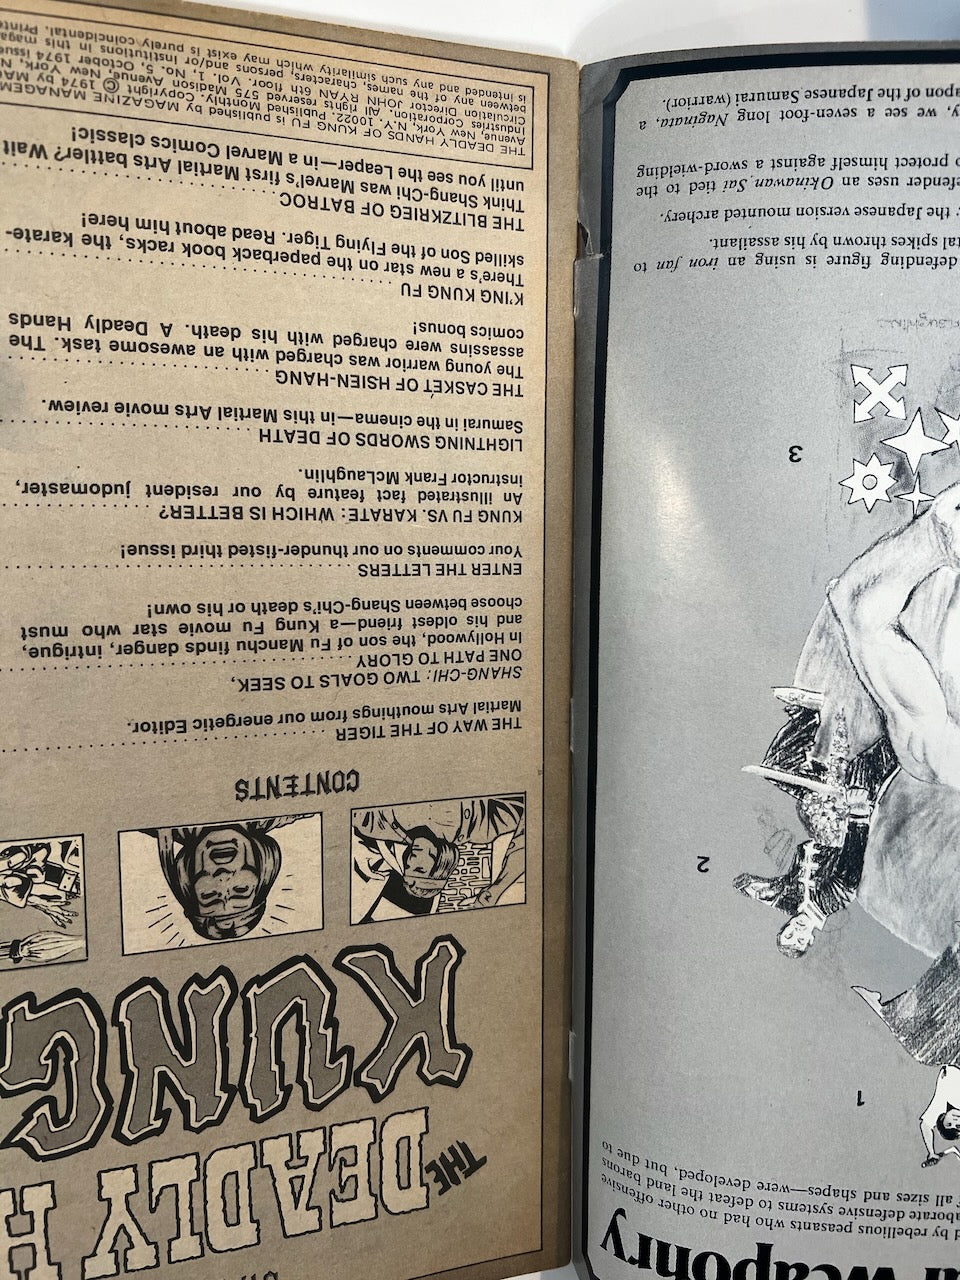 THE
DEADLY H
KUNG
CONTENTS
THE WAY OF THE TIGER
Martial Arts mouthings from our energetic Editor.
SHANG-CHI: TWO GOALS TO SEEK,
ONE PATH TO GLORY
In Hollywood, the son of Fu Manchu finds danger, intrigue,
and his oldest friend—a Kung Fu movie star who must
choose between Shang-Chi's death or his own!
ENTER THE LETTERS
Your comments on our thunder-fisted third issue!
KUNG FU VS. KARATE: WHICH IS BETTER?
An illustrated fact feature by our resident judomaster,
instructor Frank McLaughlin.
LIGHTNING SWORDS OF DEATH
Samurai in the cinema—in this Martial Arts movie review.
THE CASKET OF HSIEN-HANG
The young warrior was charged with an awesome task. The
assassins were charged with his death. A Deadly Hands
comics bonus!
K'ING KUNG FU
There's a new star on the paperback book racks, the karate-
skilled Son of the Flying Tiger. Read about him here!
THE BLITZKRIEG OF BATROC
Think Shang-Chi was Marvel's first Martial Arts battler? Wait
until you see the Leaper—in a Marvel Comics classic!
THE DEADLY HANDS OF KUNG FU is published by MAGAZINE MANAGEM
Avenue, New York, N.Y. 10022. Published Monthly. Copyright © 1974 by MAG
Industries Corporation. All rights reserved 575 Madison Avenue, New York, N
Circulation Director, JOHN RYAN 6th floor. Vol. 1, No. 5, October 1974 issue
between any of the names, characters, persons and/or institutions in this maga
is intended and any such similarity which may exist is purely coincidental. Printe
weaponry
by rebellious peasants who had no other offensive
aborate defensive systems to defeat the land barons
all sizes and shapes—were developed, but due to
1
2
3
defending figure is using an iron fan to
tal spikes thrown by his assailant.
the Japanese version mounted archery.
efender uses an Okinawan Sai tied to the
protect himself against a sword-wielding
y, we see a seven-foot long Naginata, a
apon of the Japanese Samurai (warrior).